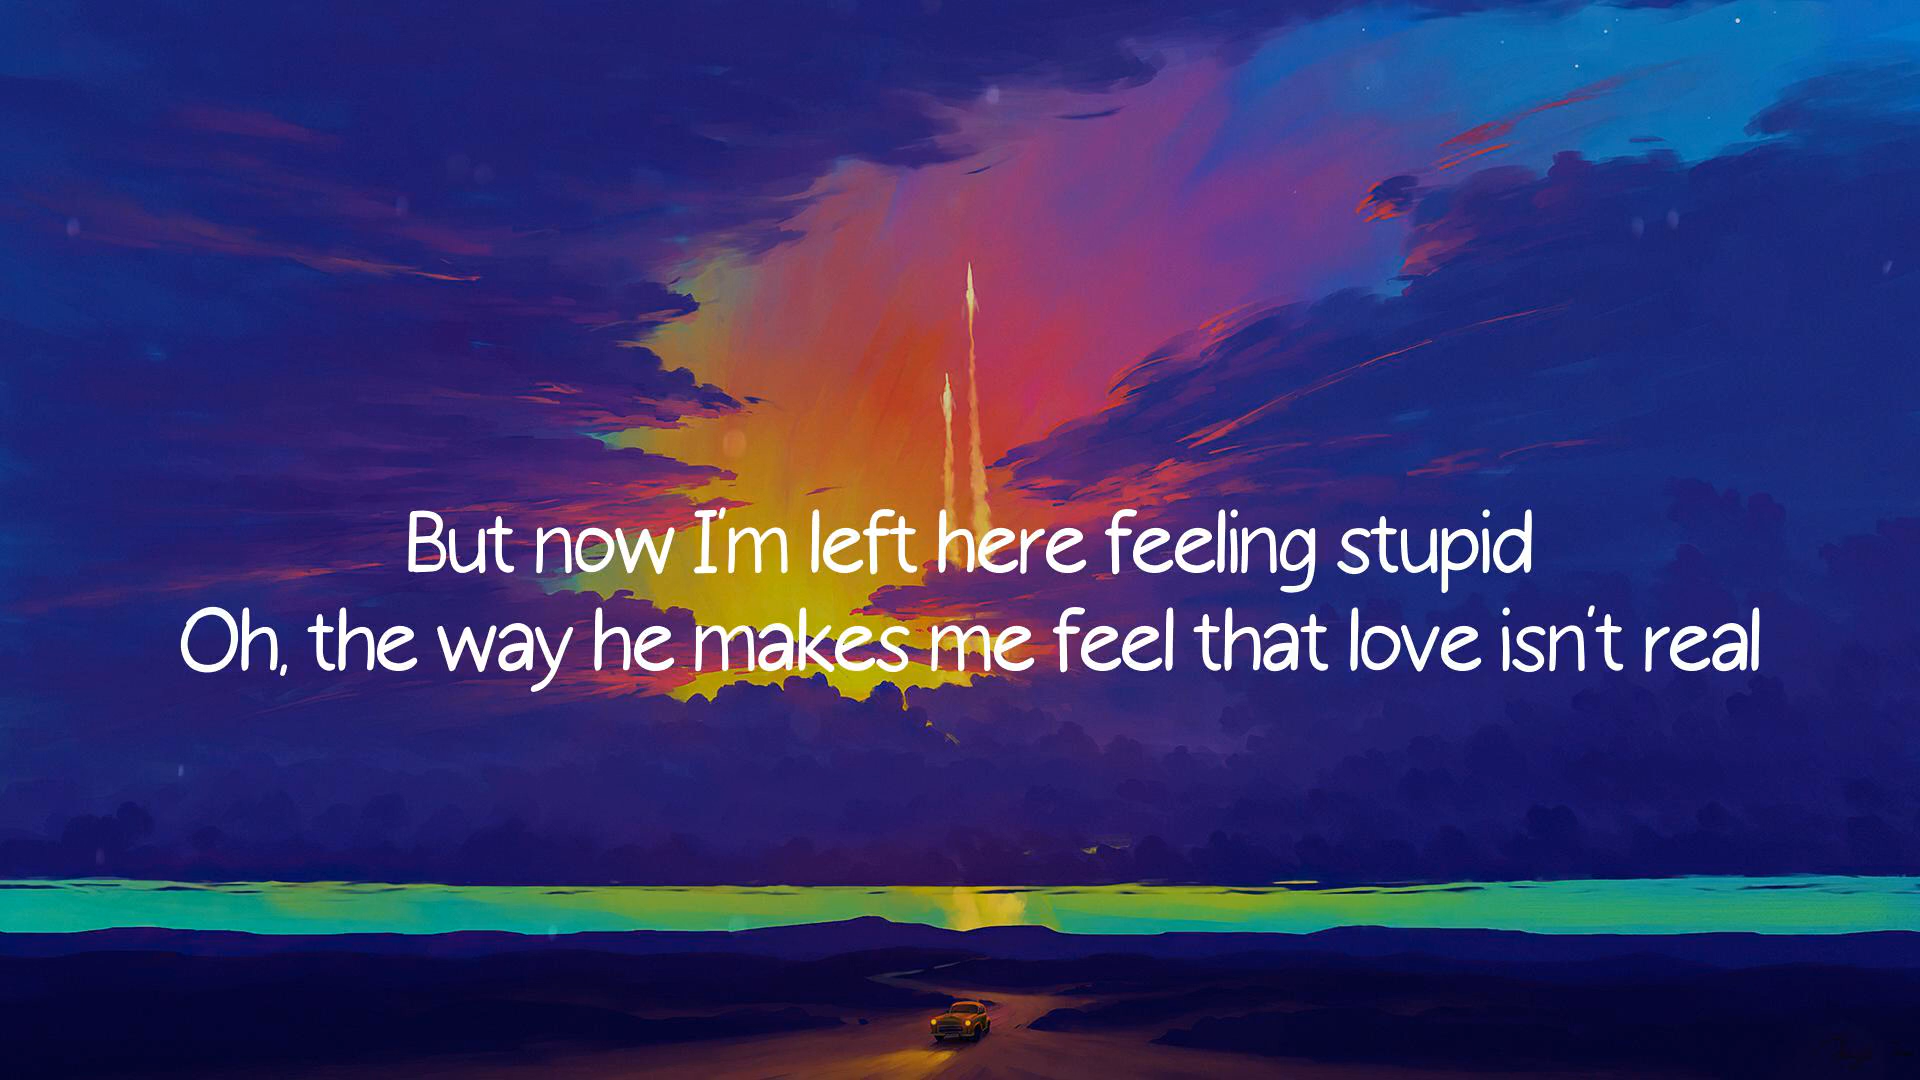 But now I'm left here feeling stupid
Oh, the way he makes me feel that love isn't real